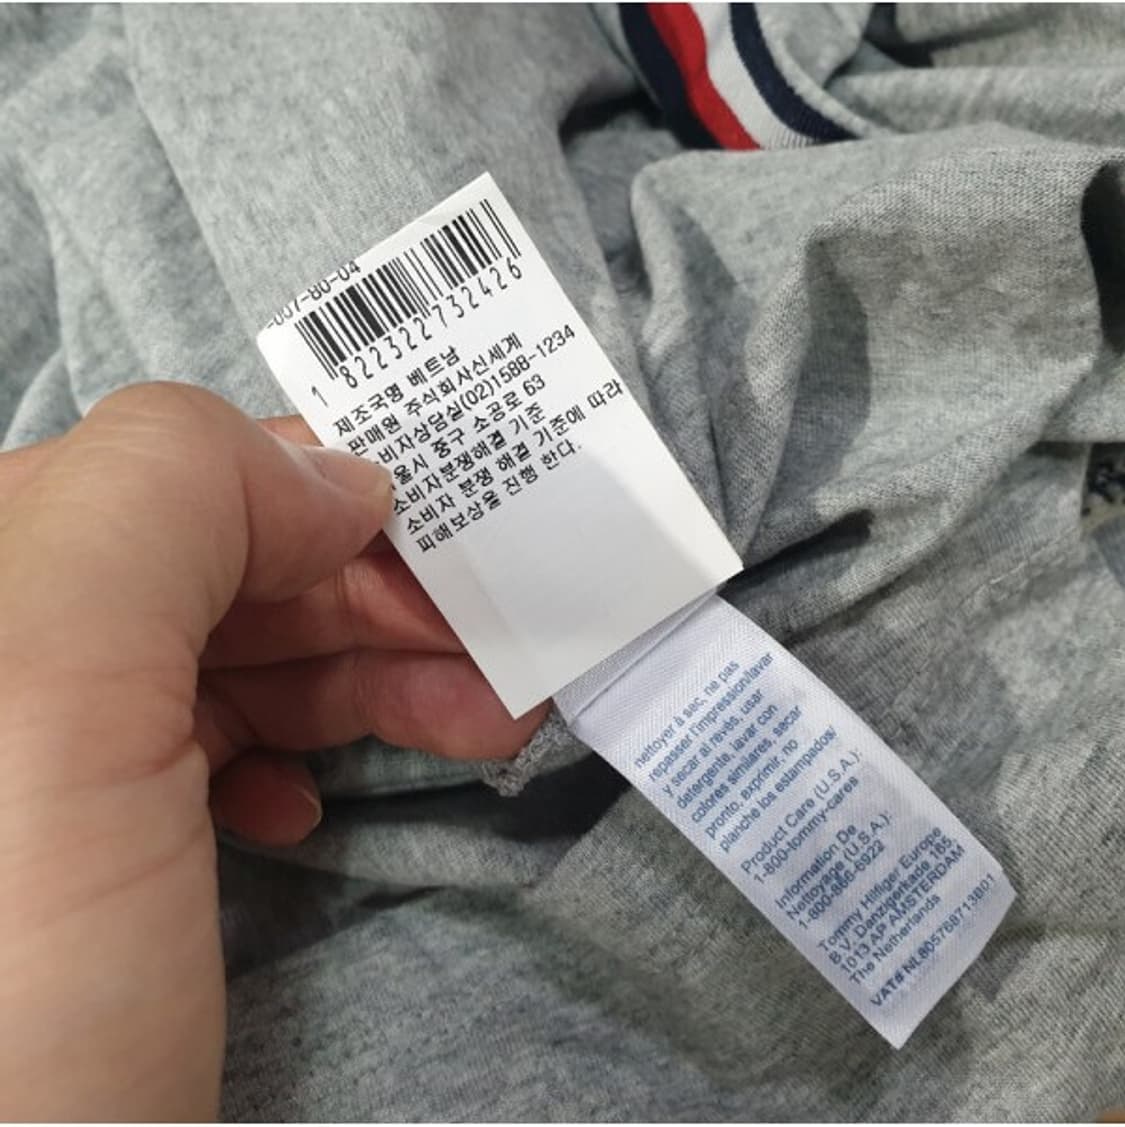 -007-80-04
1 822322732426
제조국명 베트남
판매원 주식회사신세계
비자상담실(02)1588-1234
울시 중구 소공로 63
소비자분쟁해결 기준
소비자 분쟁 해결 기준에 따라
피해보상을 진행 한다.
nettoyer à sec, ne pas
repasser l'impression/lavar
y secar al revés, usar
detergente, lavar con
colores similares, secar
pronto, exprimir, no
planche los estampados/
Product Care (U.S.A.):
1-800-tommy-cares
Information De
Nettoyage (U.S.A.):
1-800-866-6922
Tommy Hilfiger Europe
B.V. Danzigerkade 165
1013 AP AMSTERDAM
The Netherlands
VAT# NL805768713B01